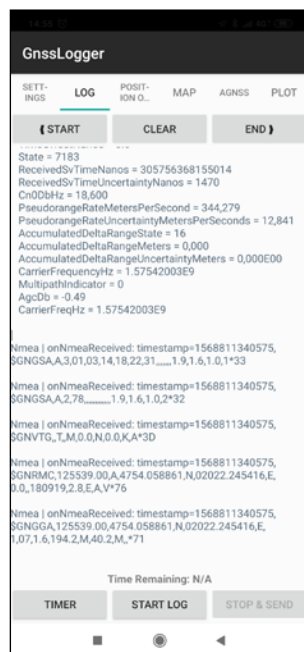 14:55
GnssLogger
SETT-
INGS
LOG
POSIT-
ION O...
MAP
AGNSS
PLOT
⟪ START
CLEAR
END ⟫
State = 7183
ReceivedSvTimeNanos = 305756368155014
ReceivedSvTimeUncertaintyNanos = 1470
Cn0DbHz = 18,600
PseudorangeRateMetersPerSecond = 344,279
PseudorangeRateUncertaintyMetersPerSeconds = 12,841
AccumulatedDeltaRangeState = 16
AccumulatedDeltaRangeMeters = 0,000
AccumulatedDeltaRangeUncertaintyMeters = 0,000E00
CarrierFrequencyHz = 1.57542003E9
MultipathIndicator = 0
AgcDb = -0.49
CarrierFreqHz = 1.57542003E9
Nmea | onNmeaReceived: timestamp=1568811340575,
$GNGSA,A,3,01,03,14,18,22,31,,,,,,,1.9,1.6,1.0,1*33
Nmea | onNmeaReceived: timestamp=1568811340575,
$GNGSA,A,2,78,,,,,,,,,,,,1.9,1.6,1.0,2*32
Nmea | onNmeaReceived: timestamp=1568811340575,
$GNVTG,,T,,M,0.0,N,0.0,K,A*3D
Nmea | onNmeaReceived: timestamp=1568811340575,
$GNRMC,125539.00,A,4754.058861,N,02022.245416,E,
0.0,,180919,2.8,E,A,V*76
Nmea | onNmeaReceived: timestamp=1568811340575,
$GNGGA,125539.00,4754.058861,N,02022.245416,E,
1,07,1.6,194.2,M,40.2,M,,*71
Time Remaining: N/A
TIMER
START LOG
STOP & SEND